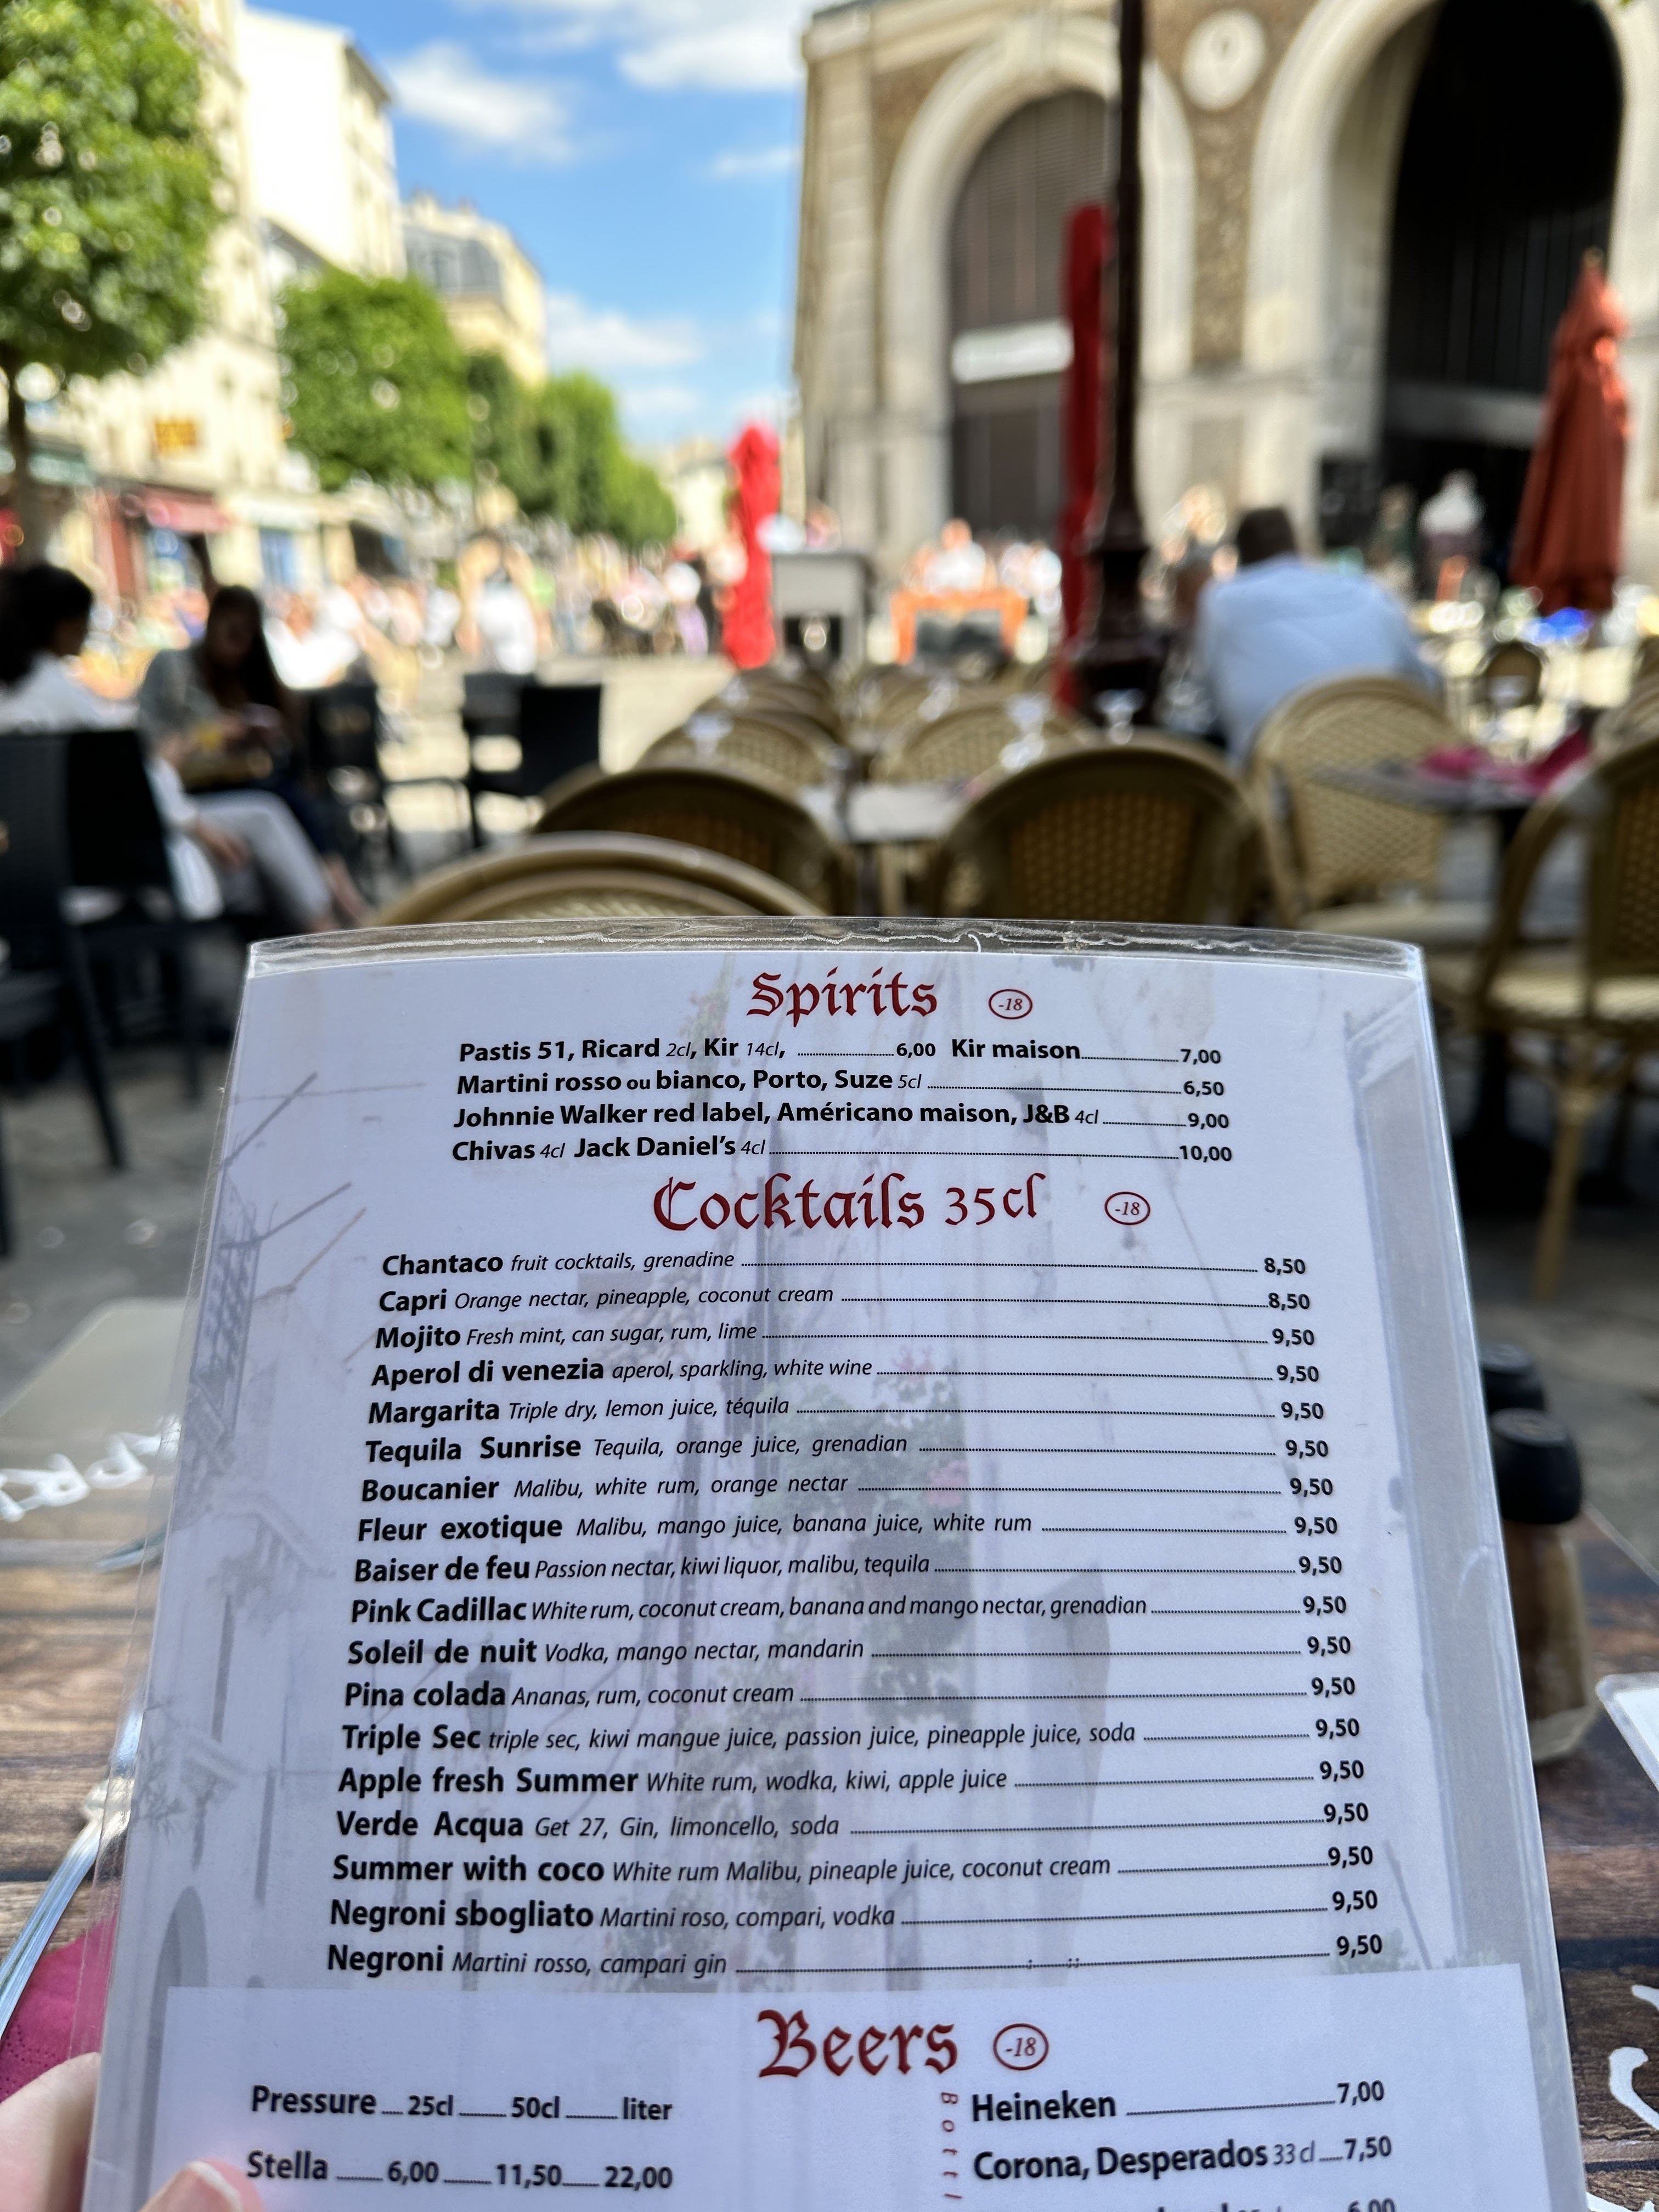 Spirits -18
Pastis 51, Ricard 2cl, Kir 14cl, 6,00 Kir maison 7,00
Martini rosso ou bianco, Porto, Suze 5cl 6,50
Johnnie Walker red label, Américano maison, J&B 4cl 9,00
Chivas 4cl Jack Daniel's 4cl 10,00
Cocktails 35cl -18
Chantaco fruit cocktails, grenadine 8,50
Capri Orange nectar, pineapple, coconut cream 8,50
Mojito Fresh mint, can sugar, rum, lime 9,50
Aperol di venezia aperol, sparkling, white wine 9,50
Margarita Triple dry, lemon juice, téquila 9,50
Tequila Sunrise Tequila, orange juice, grenadian 9,50
Boucanier Malibu, white rum, orange nectar 9,50
Fleur exotique Malibu, mango juice, banana juice, white rum 9,50
Baiser de feu Passion nectar, kiwi liquor, malibu, tequila 9,50
Pink Cadillac White rum, coconut cream, banana and mango nectar, grenadian 9,50
Soleil de nuit Vodka, mango nectar, mandarin 9,50
Pina colada Ananas, rum, coconut cream 9,50
Triple Sec triple sec, kiwi mangue juice, passion juice, pineapple juice, soda 9,50
Apple fresh Summer White rum, wodka, kiwi, apple juice 9,50
Verde Acqua Get 27, Gin, limoncello, soda 9,50
Summer with coco White rum Malibu, pineaple juice, coconut cream 9,50
Negroni sbogliato Martini roso, compari, vodka 9,50
Negroni Martini rosso, campari gin 9,50
Beers -18
Pressure 25cl 50cl liter
Stella 6,00 11,50 22,00
Heineken 7,00
Corona, Desperados 33 cl 7,50